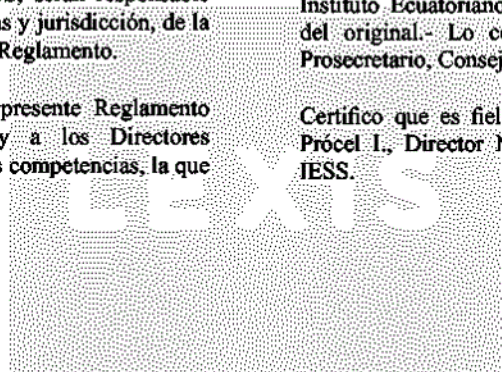 s y jurisdicción, de la
Reglamento.
presente Reglamento
y a los Directores
s competencias, la que
Instituto Ecuatoriano
del original.- Lo c
Prosecretario, Consej
Certifico que es fiel
Prócel I., Director N
IESS.
LEXIS